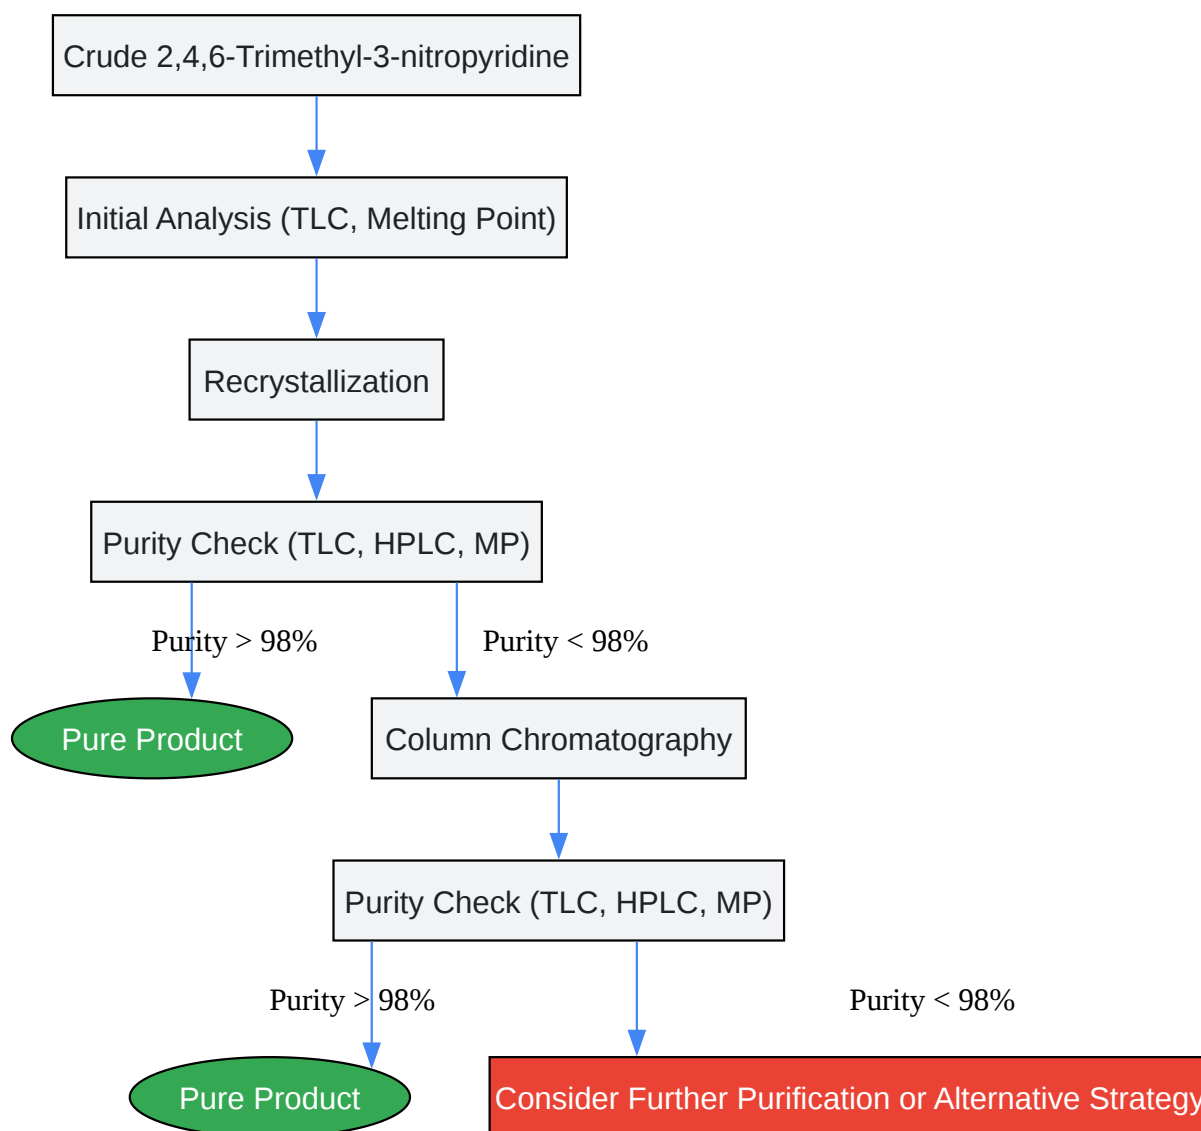 Crude 2,4,6-Trimethyl-3-nitropyridine
Initial Analysis (TLC, Melting Point)
Recrystallization
Purity Check (TLC, HPLC, MP)
Purity > 98%
Purity < 98%
Pure Product
Column Chromatography
Purity Check (TLC, HPLC, MP)
Purity > 98%
Purity < 98%
Pure Product
Consider Further Purification or Alternative Strategy